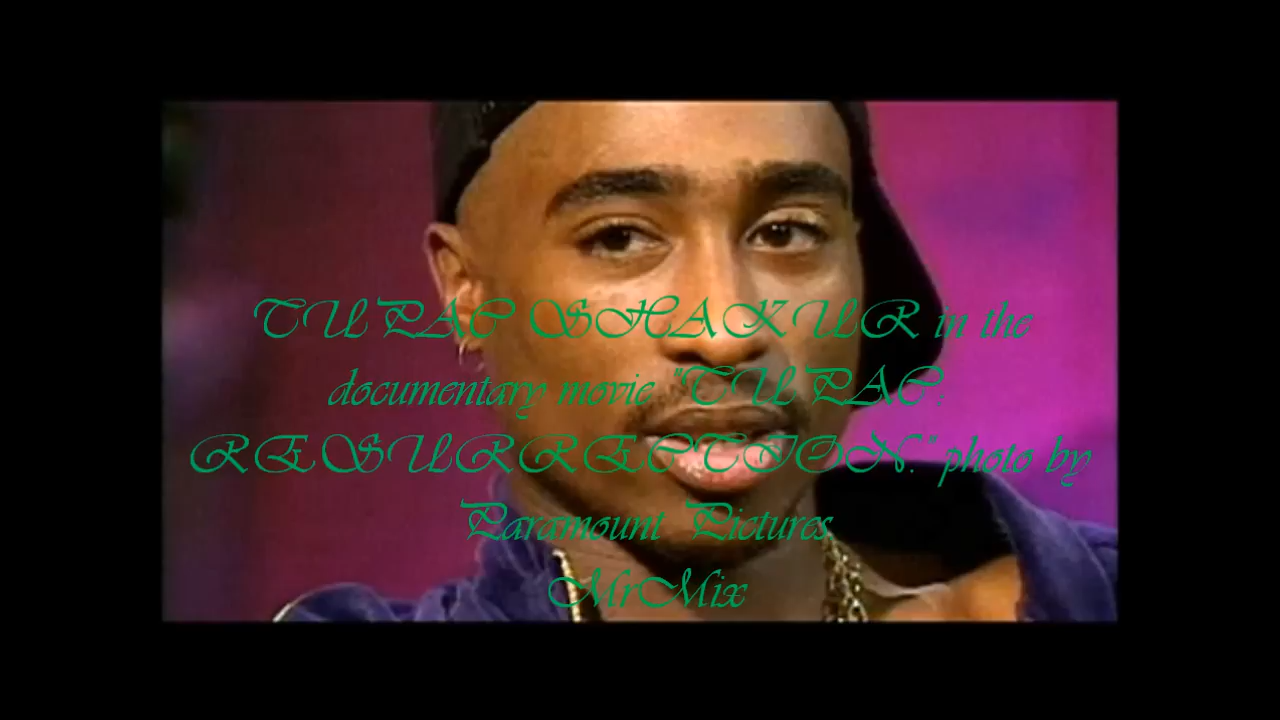 TUPAC SHAKUR in the
documentary movie "TUPAC:
RESURRECTION." photo by
Paramount Pictures.
MrMix